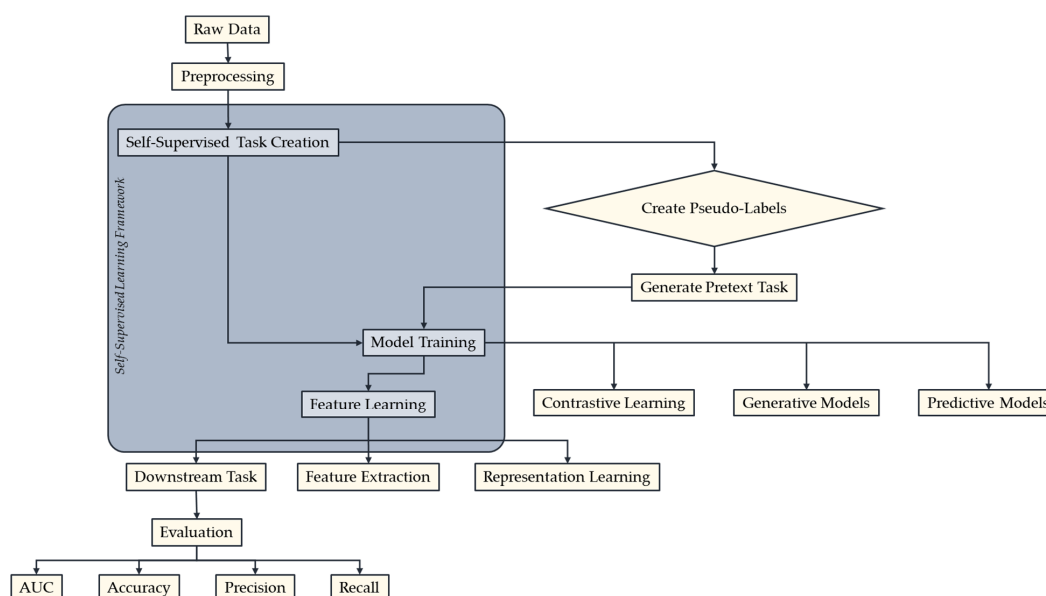 Raw Data
Preprocessing
Self-Supervised Task Creation
Create Pseudo-Labels
Self-Supervised Learning Framework
Generate Pretext Task
Model Training
Feature Learning
Contrastive Learning
Generative Models
Predictive Models
Downstream Task
Feature Extraction
Representation Learning
Evaluation
AUC
Accuracy
Precision
Recall